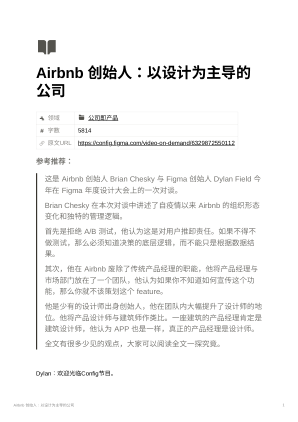 Airbnb 创始人：以设计为主导的
公司
领域 公司即产品
# 字数 5814
原文URL https://config.figma.com/video-on-demand/6329872550112
参考推荐：
这是 Airbnb 创始人 Brian Chesky 与 Figma 创始人 Dylan Field 今
年在 Figma 年度设计大会上的一次对谈。
Brian Chesky 在本次对谈中讲述了自疫情以来 Airbnb 的组织形态
变化和独特的管理逻辑。
首先是拒绝 A/B 测试，他认为这是对用户推卸责任。如果不得不
做测试，那么必须知道决策的底层逻辑，而不能只是根据数据结
果。
其次，他在 Airbnb 废除了传统产品经理的职能，他将产品经理与
市场部门放在了一个团队，他认为如果你不知道如何宣传这个功
能，那么你就不该策划这个 feature。
他是少有的设计师出身创始人，他在团队内大幅提升了设计师的地
位。他将产品设计师与建筑师作类比。一座建筑的产品经理肯定是
建筑设计师，他认为 APP 也是一样，真正的产品经理是设计师。
全文有很多少见的观点，大家可以阅读全文一探究竟。
Dylan：欢迎光临Config节目。
Airbnb 创始人：以设计为主导的公司 1